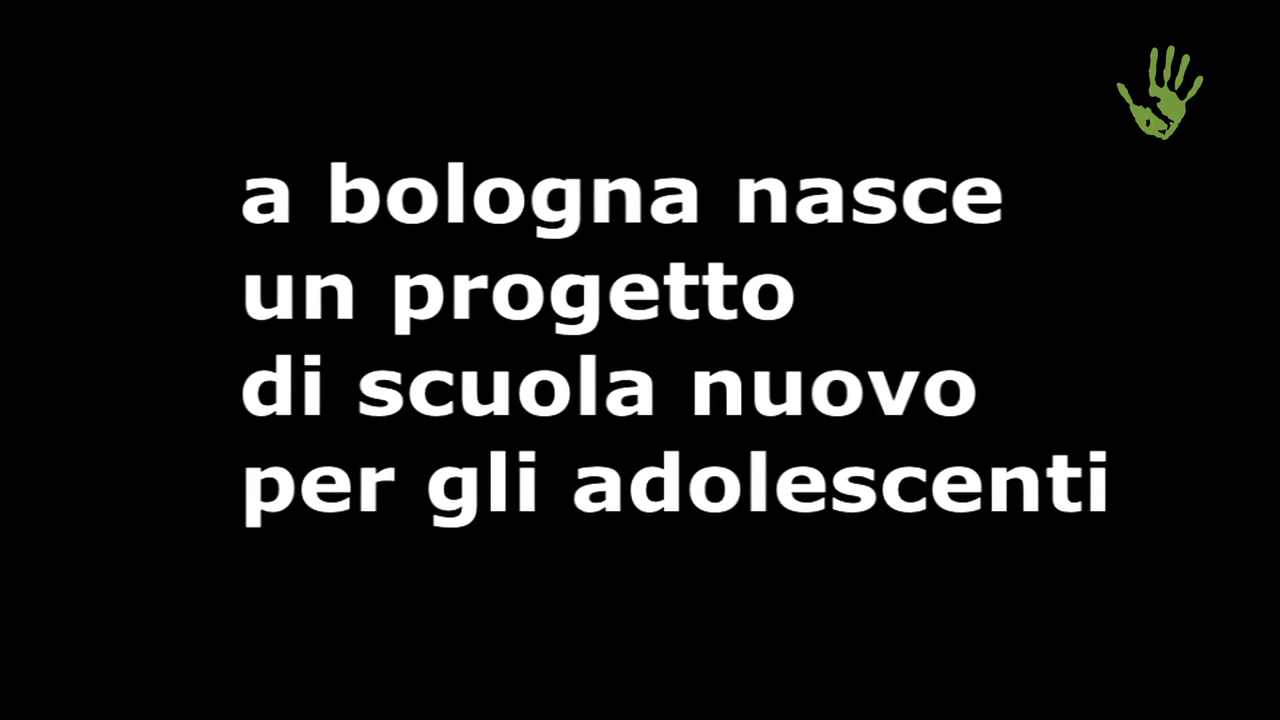 a bologna nasce
un progetto
di scuola nuovo
per gli adolescenti